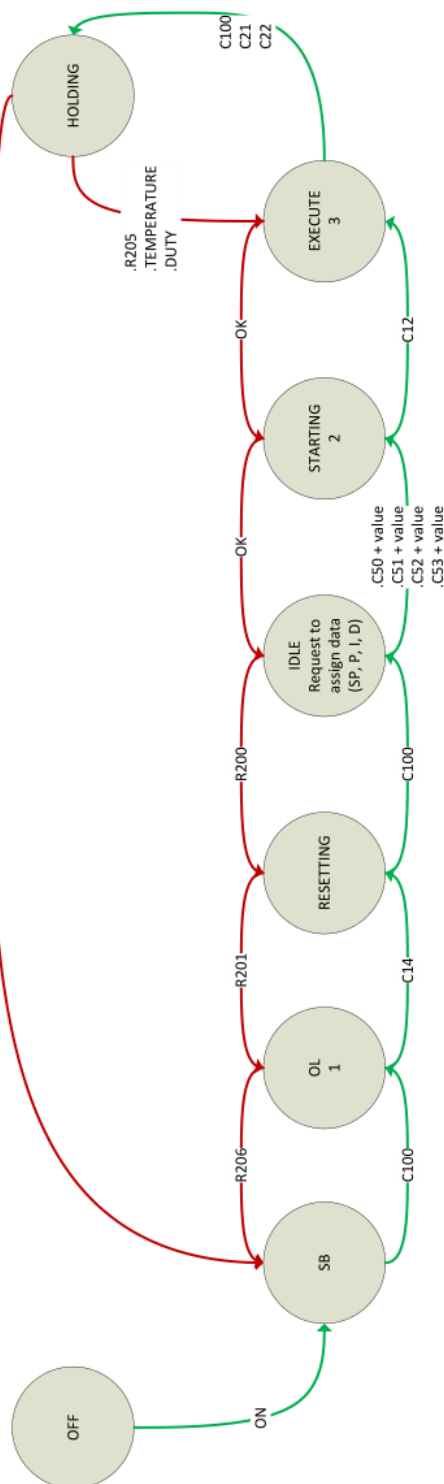 OFF
ON
SB
R206
C100
OL
1
R201
C14
RESETTING
R200
C100
IDLE
Request to
assign data
(SP, P, I, D)
OK
.C50 + value
.C51 + value
.C52 + value
.C53 + value
STARTING
2
OK
C12
EXECUTE
3
.R205
.TEMPERATURE
.DUTY
C100
C21
C22
HOLDING